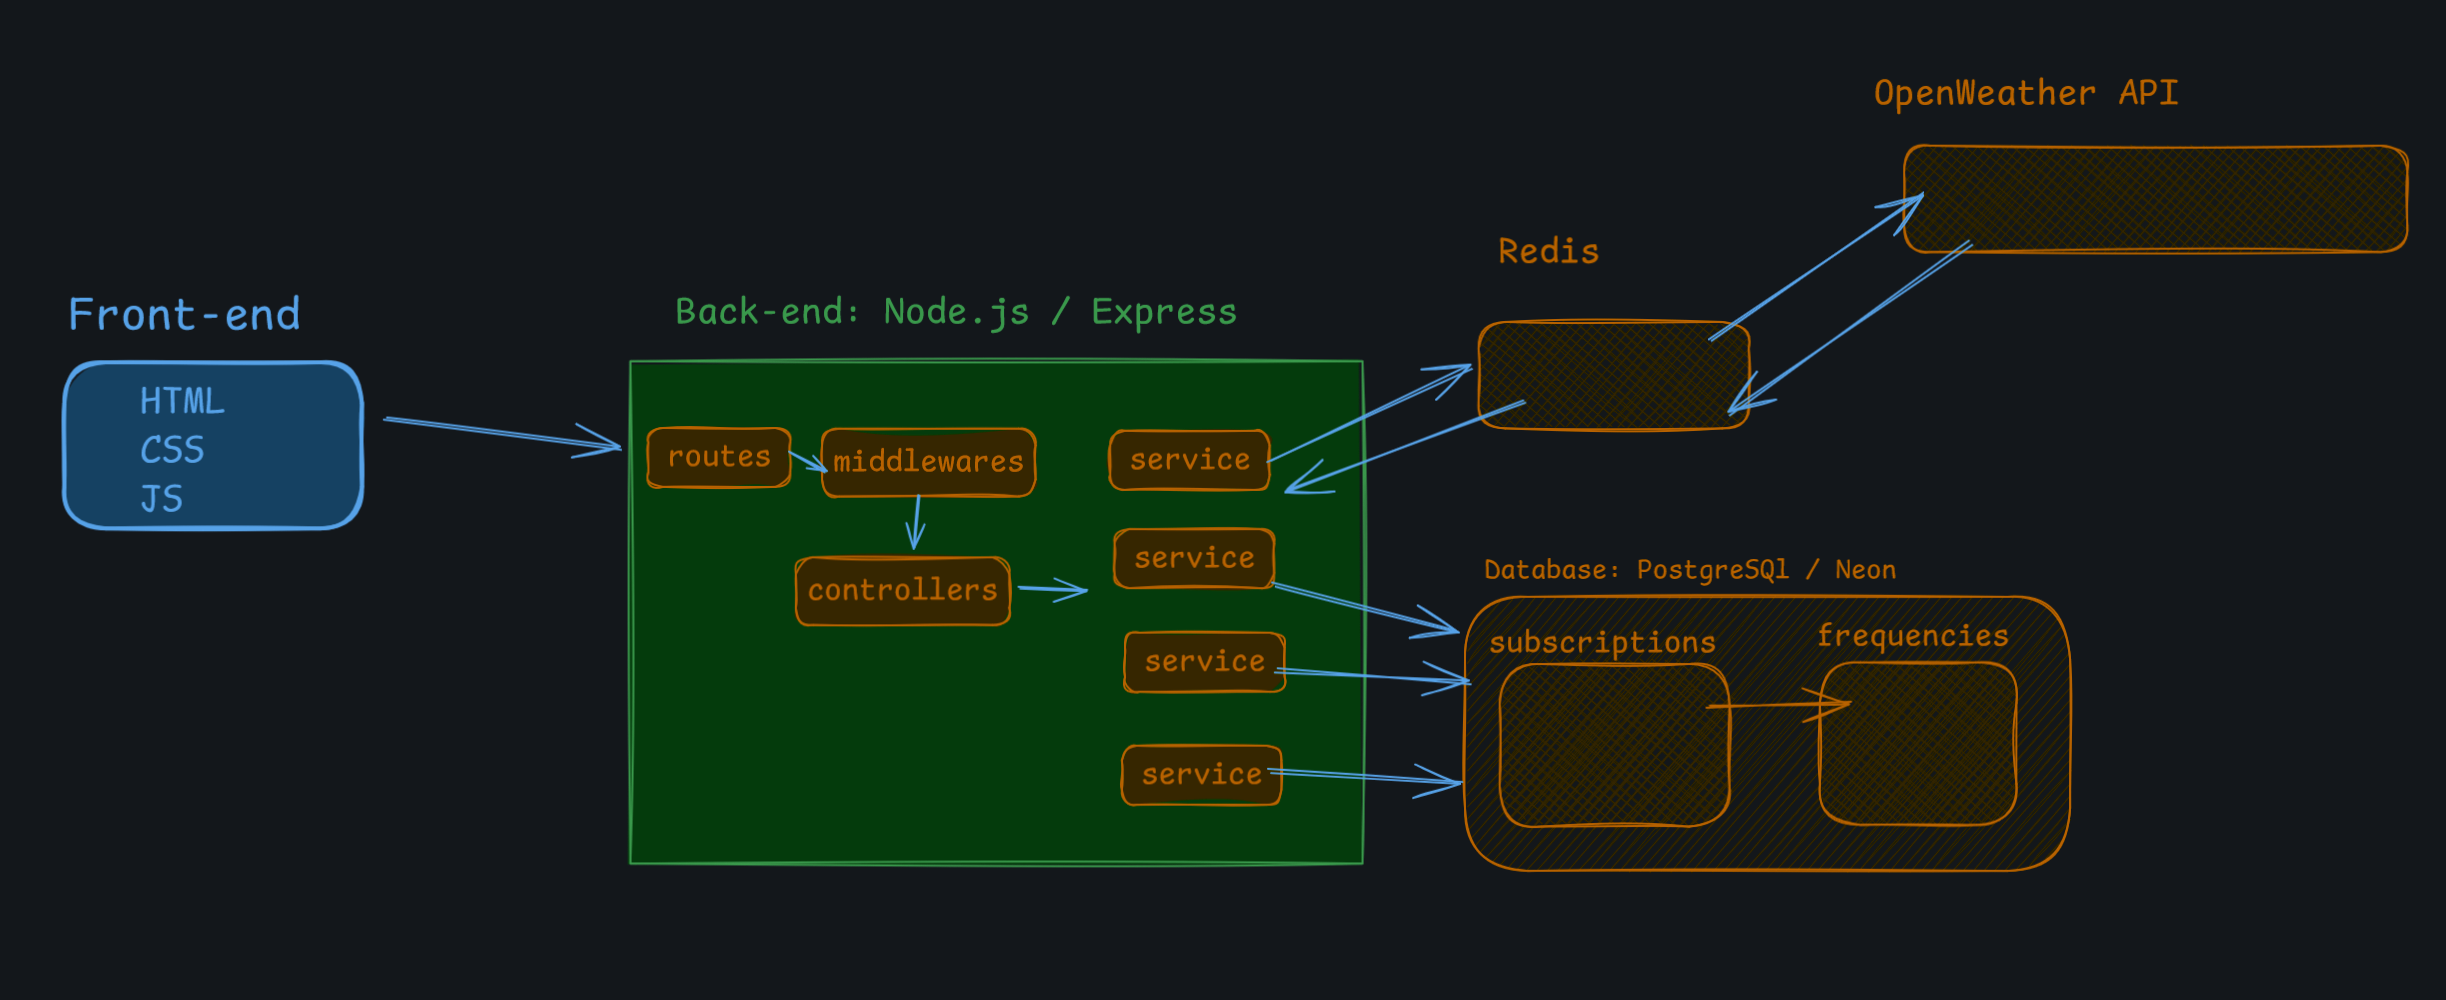 OpenWeather API
Redis
Front-end
Back-end: Node.js / Express
HTML
CSS
JS
routes
middlewares
service
controllers
service
service
service
Database: PostgreSQl / Neon
subscriptions
frequencies